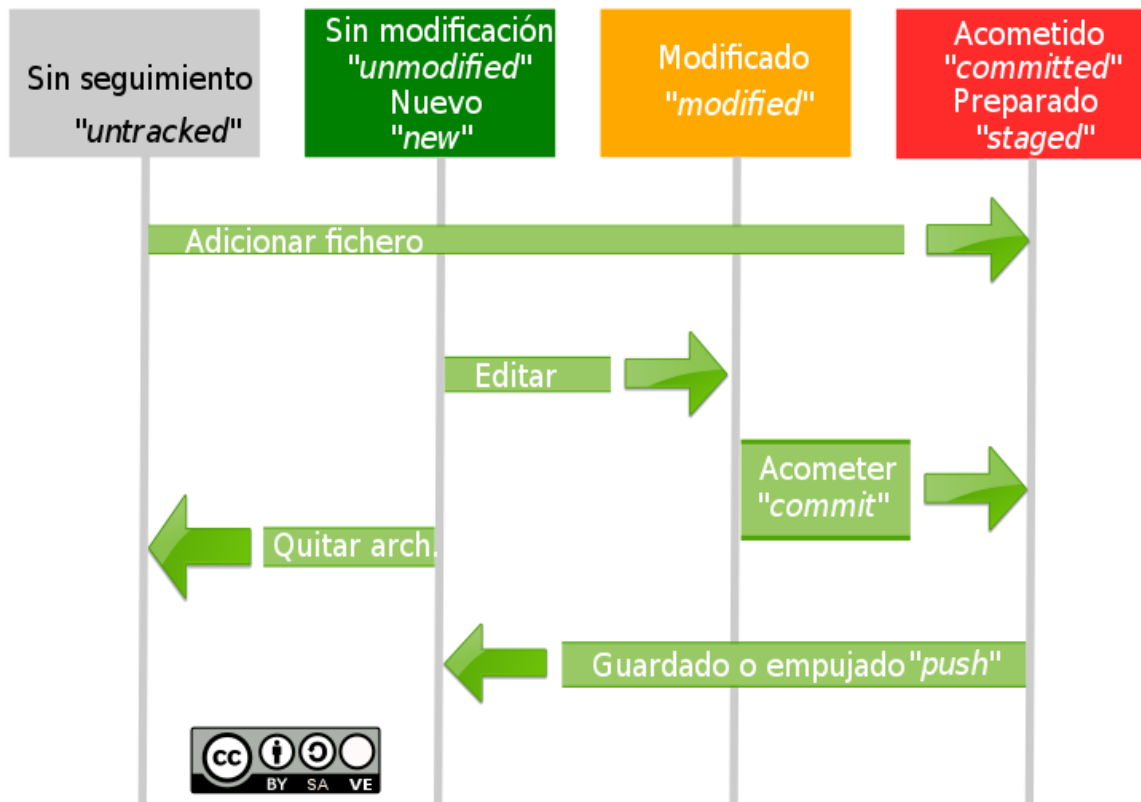 Sin seguimiento
"untracked"
Sin modificación
"unmodified"
Nuevo
"new"
Modificado
"modified"
Acometido
"committed"
Preparado
"staged"
Adicionar fichero
Editar
Acometer
"commit"
Quitar arch.
Guardado o empujado "push"
cc
BY SA VE